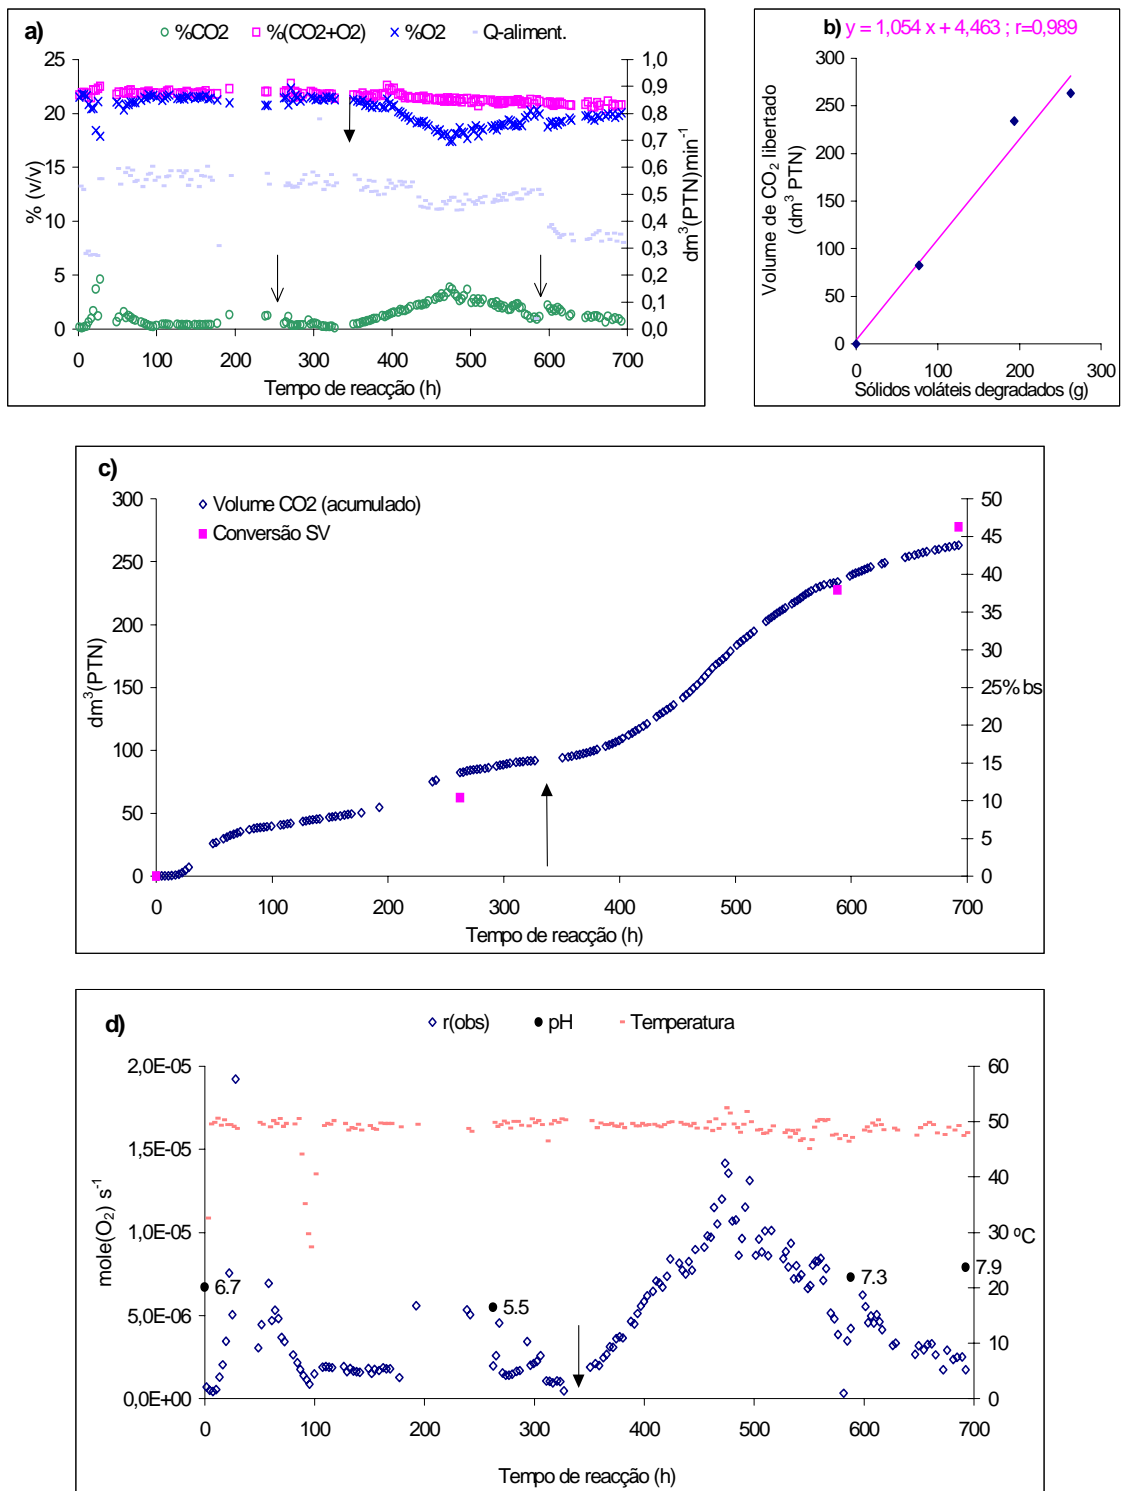 a)
%CO2 %(CO2+O2) %O2 Q-aliment.
25 1,0
0,9
20 0,8
0,7
15 0,6
0,5
10 0,4
0,3
5 0,2
0,1
0 0,0
% (v/v)
dm³(PTN)min⁻¹
0 100 200 300 400 500 600 700
Tempo de reacção (h)
b) y = 1,054 x + 4,463 ; r=0,989
300
250
200
150
100
50
0
Volume de CO₂ libertado
(dm³ PTN)
0 100 200 300
Sólidos voláteis degradados (g)
c)
Volume CO2 (acumulado)
Conversão SV
300 50
45
250 40
35
200 30
150 25
20
100 15
10
50 5
0 0
dm³(PTN)
% bs
0 100 200 300 400 500 600 700
Tempo de reacção (h)
d)
r(obs) pH Temperatura
2,0E-05 60
50
1,5E-05
40
1,0E-05 30
20
5,0E-06
10
0,0E+00 0
mole(O₂) s⁻¹
ºC
6.7
5.5
7.3
7.9
0 100 200 300 400 500 600 700
Tempo de reacção (h)